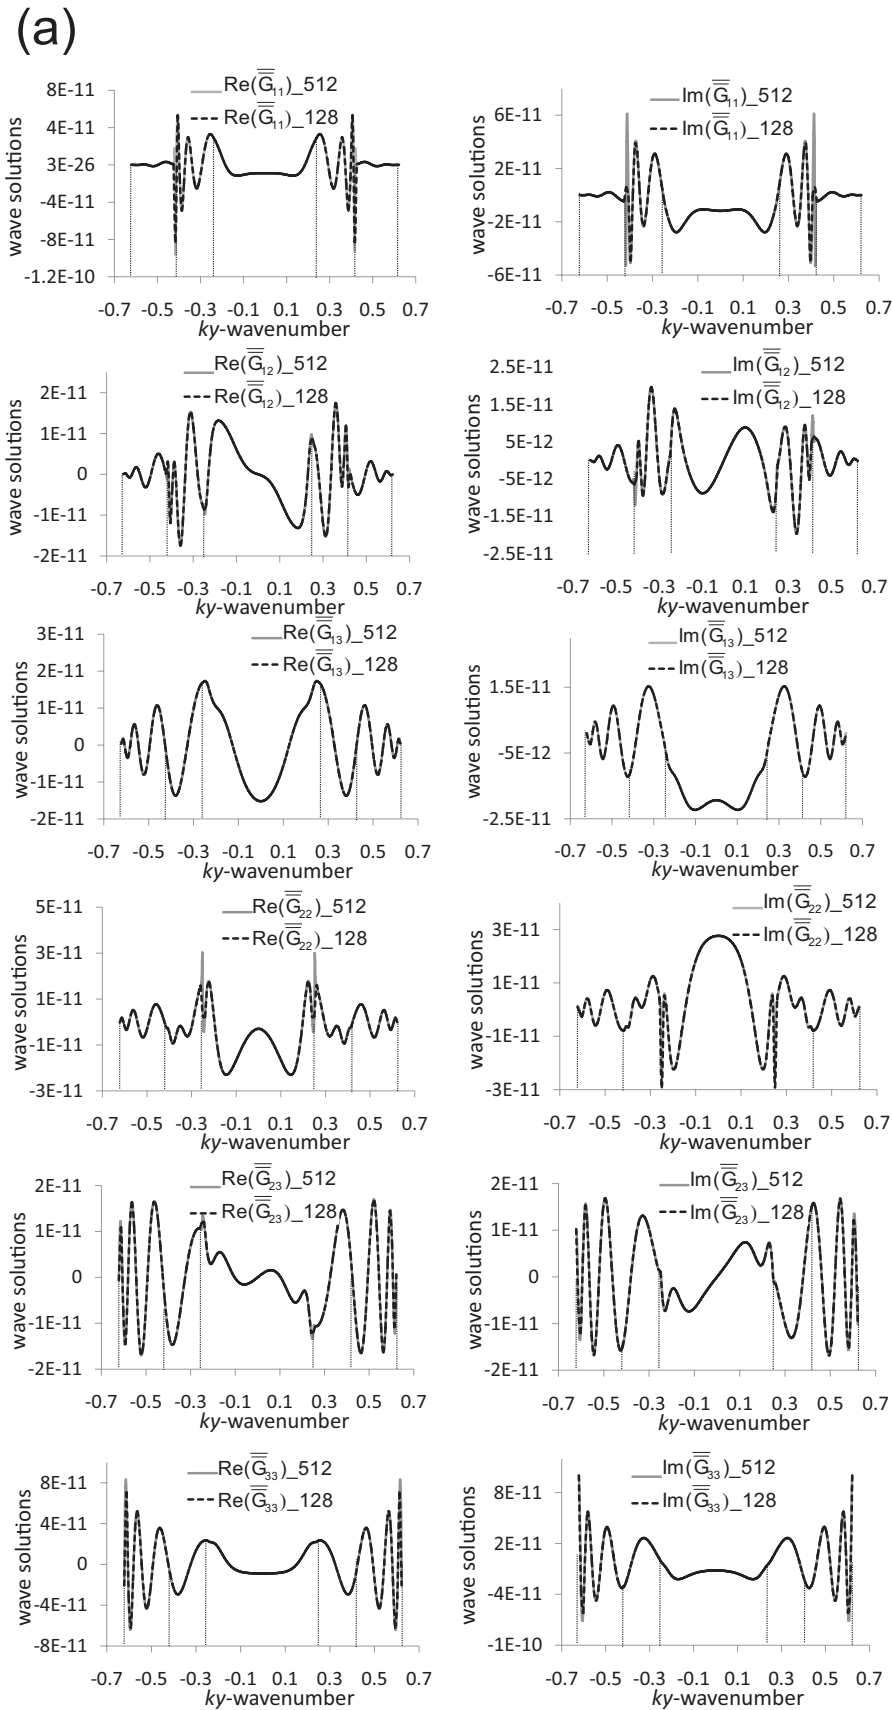 (a)
Re(G̿₁₁)_512
Re(G̿₁₁)_128
8E-11
4E-11
3E-26
-4E-11
-8E-11
-1.2E-10
wave solutions
-0.7 -0.5 -0.3 -0.1 0.1 0.3 0.5 0.7
ky-wavenumber
Im(G̿₁₁)_512
Im(G̿₁₁)_128
6E-11
2E-11
-2E-11
-6E-11
wave solutions
-0.7 -0.5 -0.3 -0.1 0.1 0.3 0.5 0.7
ky-wavenumber
Re(G̿₁₂)_512
Re(G̿₁₂)_128
2E-11
1E-11
0
-1E-11
-2E-11
wave solutions
-0.7 -0.5 -0.3 -0.1 0.1 0.3 0.5 0.7
ky-wavenumber
Im(G̿₁₂)_512
Im(G̿₁₂)_128
2.5E-11
1.5E-11
5E-12
-5E-12
-1.5E-11
-2.5E-11
wave solutions
-0.7 -0.5 -0.3 -0.1 0.1 0.3 0.5 0.7
ky-wavenumber
Re(G̿₁₃)_512
Re(G̿₁₃)_128
3E-11
2E-11
1E-11
0
-1E-11
-2E-11
wave solutions
-0.7 -0.5 -0.3 -0.1 0.1 0.3 0.5 0.7
ky-wavenumber
Im(G̿₁₃)_512
Im(G̿₁₃)_128
1.5E-11
-5E-12
-2.5E-11
wave solutions
-0.7 -0.5 -0.3 -0.1 0.1 0.3 0.5 0.7
ky-wavenumber
Re(G̿₂₂)_512
Re(G̿₂₂)_128
5E-11
3E-11
1E-11
-1E-11
-3E-11
wave solutions
-0.7 -0.5 -0.3 -0.1 0.1 0.3 0.5 0.7
ky-wavenumber
Im(G̿₂₂)_512
Im(G̿₂₂)_128
3E-11
1E-11
-1E-11
-3E-11
wave solutions
-0.7 -0.5 -0.3 -0.1 0.1 0.3 0.5 0.7
ky-wavenumber
Re(G̿₂₃)_512
Re(G̿₂₃)_128
2E-11
1E-11
0
-1E-11
-2E-11
wave solutions
-0.7 -0.5 -0.3 -0.1 0.1 0.3 0.5 0.7
ky-wavenumber
Im(G̿₂₃)_512
Im(G̿₂₃)_128
2E-11
1E-11
0
-1E-11
-2E-11
wave solutions
-0.7 -0.5 -0.3 -0.1 0.1 0.3 0.5 0.7
ky-wavenumber
Re(G̿₃₃)_512
Re(G̿₃₃)_128
8E-11
4E-11
0
-4E-11
-8E-11
wave solutions
-0.7 -0.5 -0.3 -0.1 0.1 0.3 0.5 0.7
ky-wavenumber
Im(G̿₃₃)_512
Im(G̿₃₃)_128
8E-11
2E-11
-4E-11
-1E-10
wave solutions
-0.7 -0.5 -0.3 -0.1 0.1 0.3 0.5 0.7
ky-wavenumber